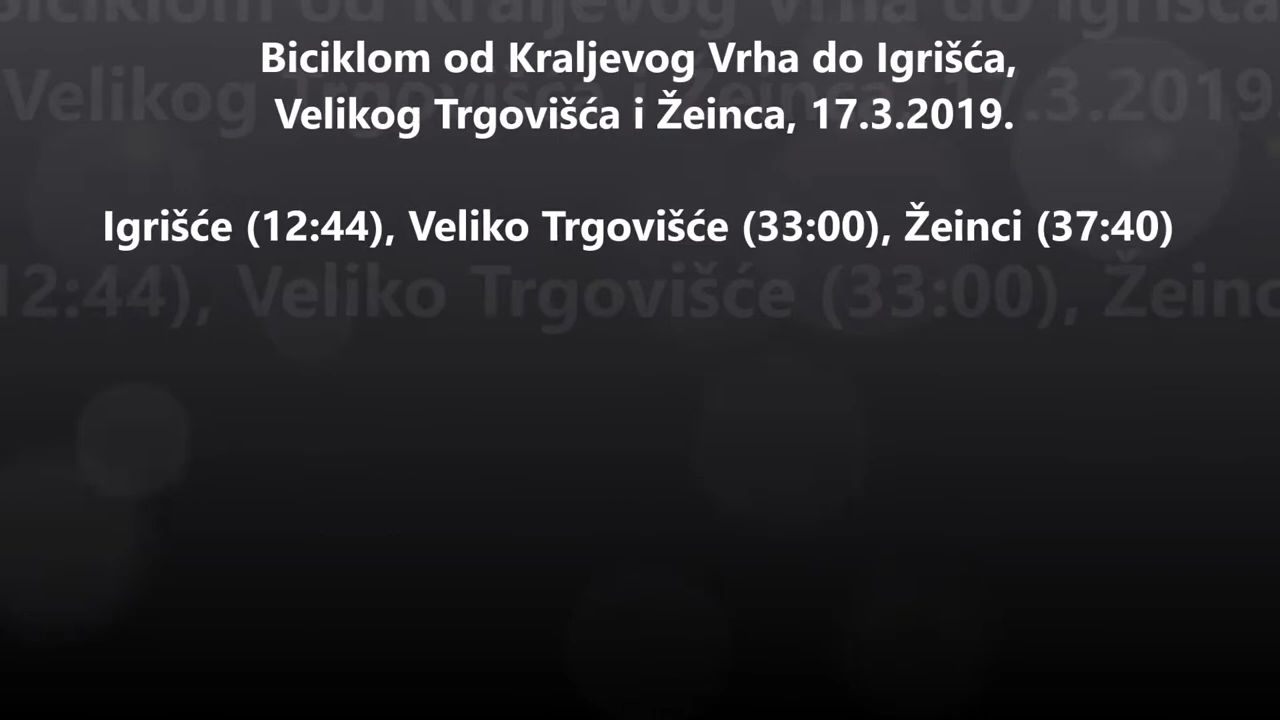 Biciklom od Kraljevog Vrha do Igrišća,
Velikog Trgovišća i Žeinca, 17.3.2019.
Igrišće (12:44), Veliko Trgovišće (33:00), Žeinci (37:40)